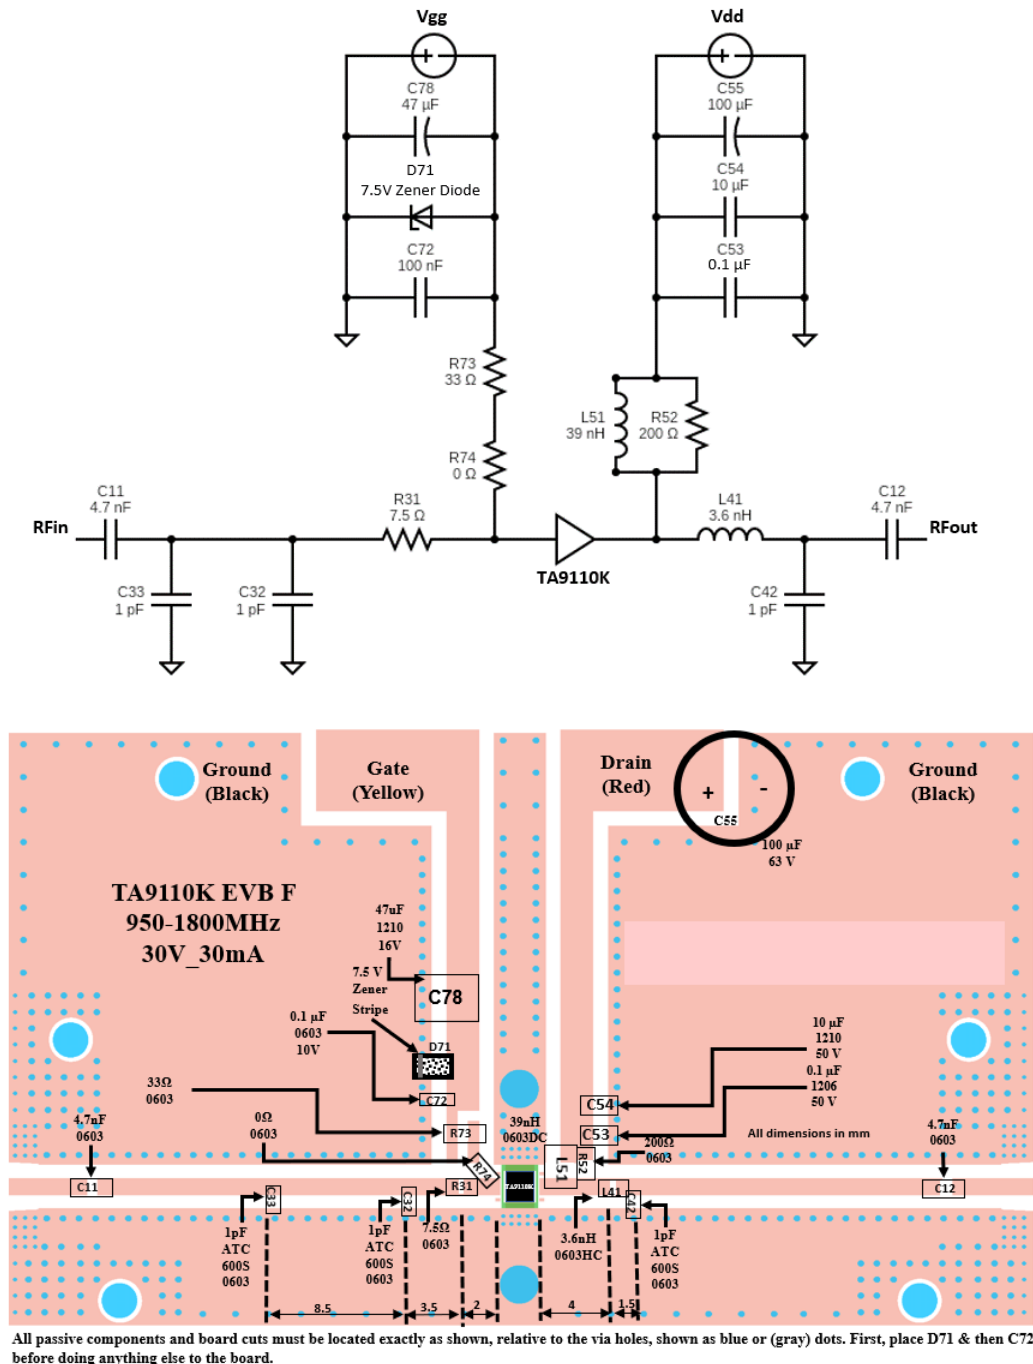 Vgg
Vdd
C78
47 µF
D71
7.5V Zener Diode
C72
100 nF
C55
100 µF
C54
10 µF
C53
0.1 µF
R73
33 Ω
R74
0 Ω
L51
39 nH
R52
200 Ω
C11
4.7 nF
RFin
R31
7.5 Ω
TA9110K
L41
3.6 nH
C12
4.7 nF
RFout
C33
1 pF
C32
1 pF
C42
1 pF
Ground
(Black)
Gate
(Yellow)
Drain
(Red)
+ -
C55
100 µF
63 V
Ground
(Black)
TA9110K EVB F
950-1800MHz
30V_30mA
47uF
1210
16V
C78
7.5 V
Zener
Stripe
D71
0.1 µF
0603
10V
C72
33Ω
0603
R73
0Ω
0603
R74
4.7nF
0603
C11
10 µF
1210
50 V
0.1 µF
1206
50 V
C54
C53
All dimensions in mm
39nH
0603DC
L51
R52
200Ω
0603
4.7nF
0603
C12
TA9110K
R31
C33
C32
L41
C42
1pF
ATC
600S
0603
1pF
ATC
600S
0603
7.5Ω
0603
3.6nH
0603HC
1pF
ATC
600S
0603
8.5
3.5
2
4
1.5
All passive components and board cuts must be located exactly as shown, relative to the via holes, shown as blue or (gray) dots. First, place D71 & then C72
before doing anything else to the board.